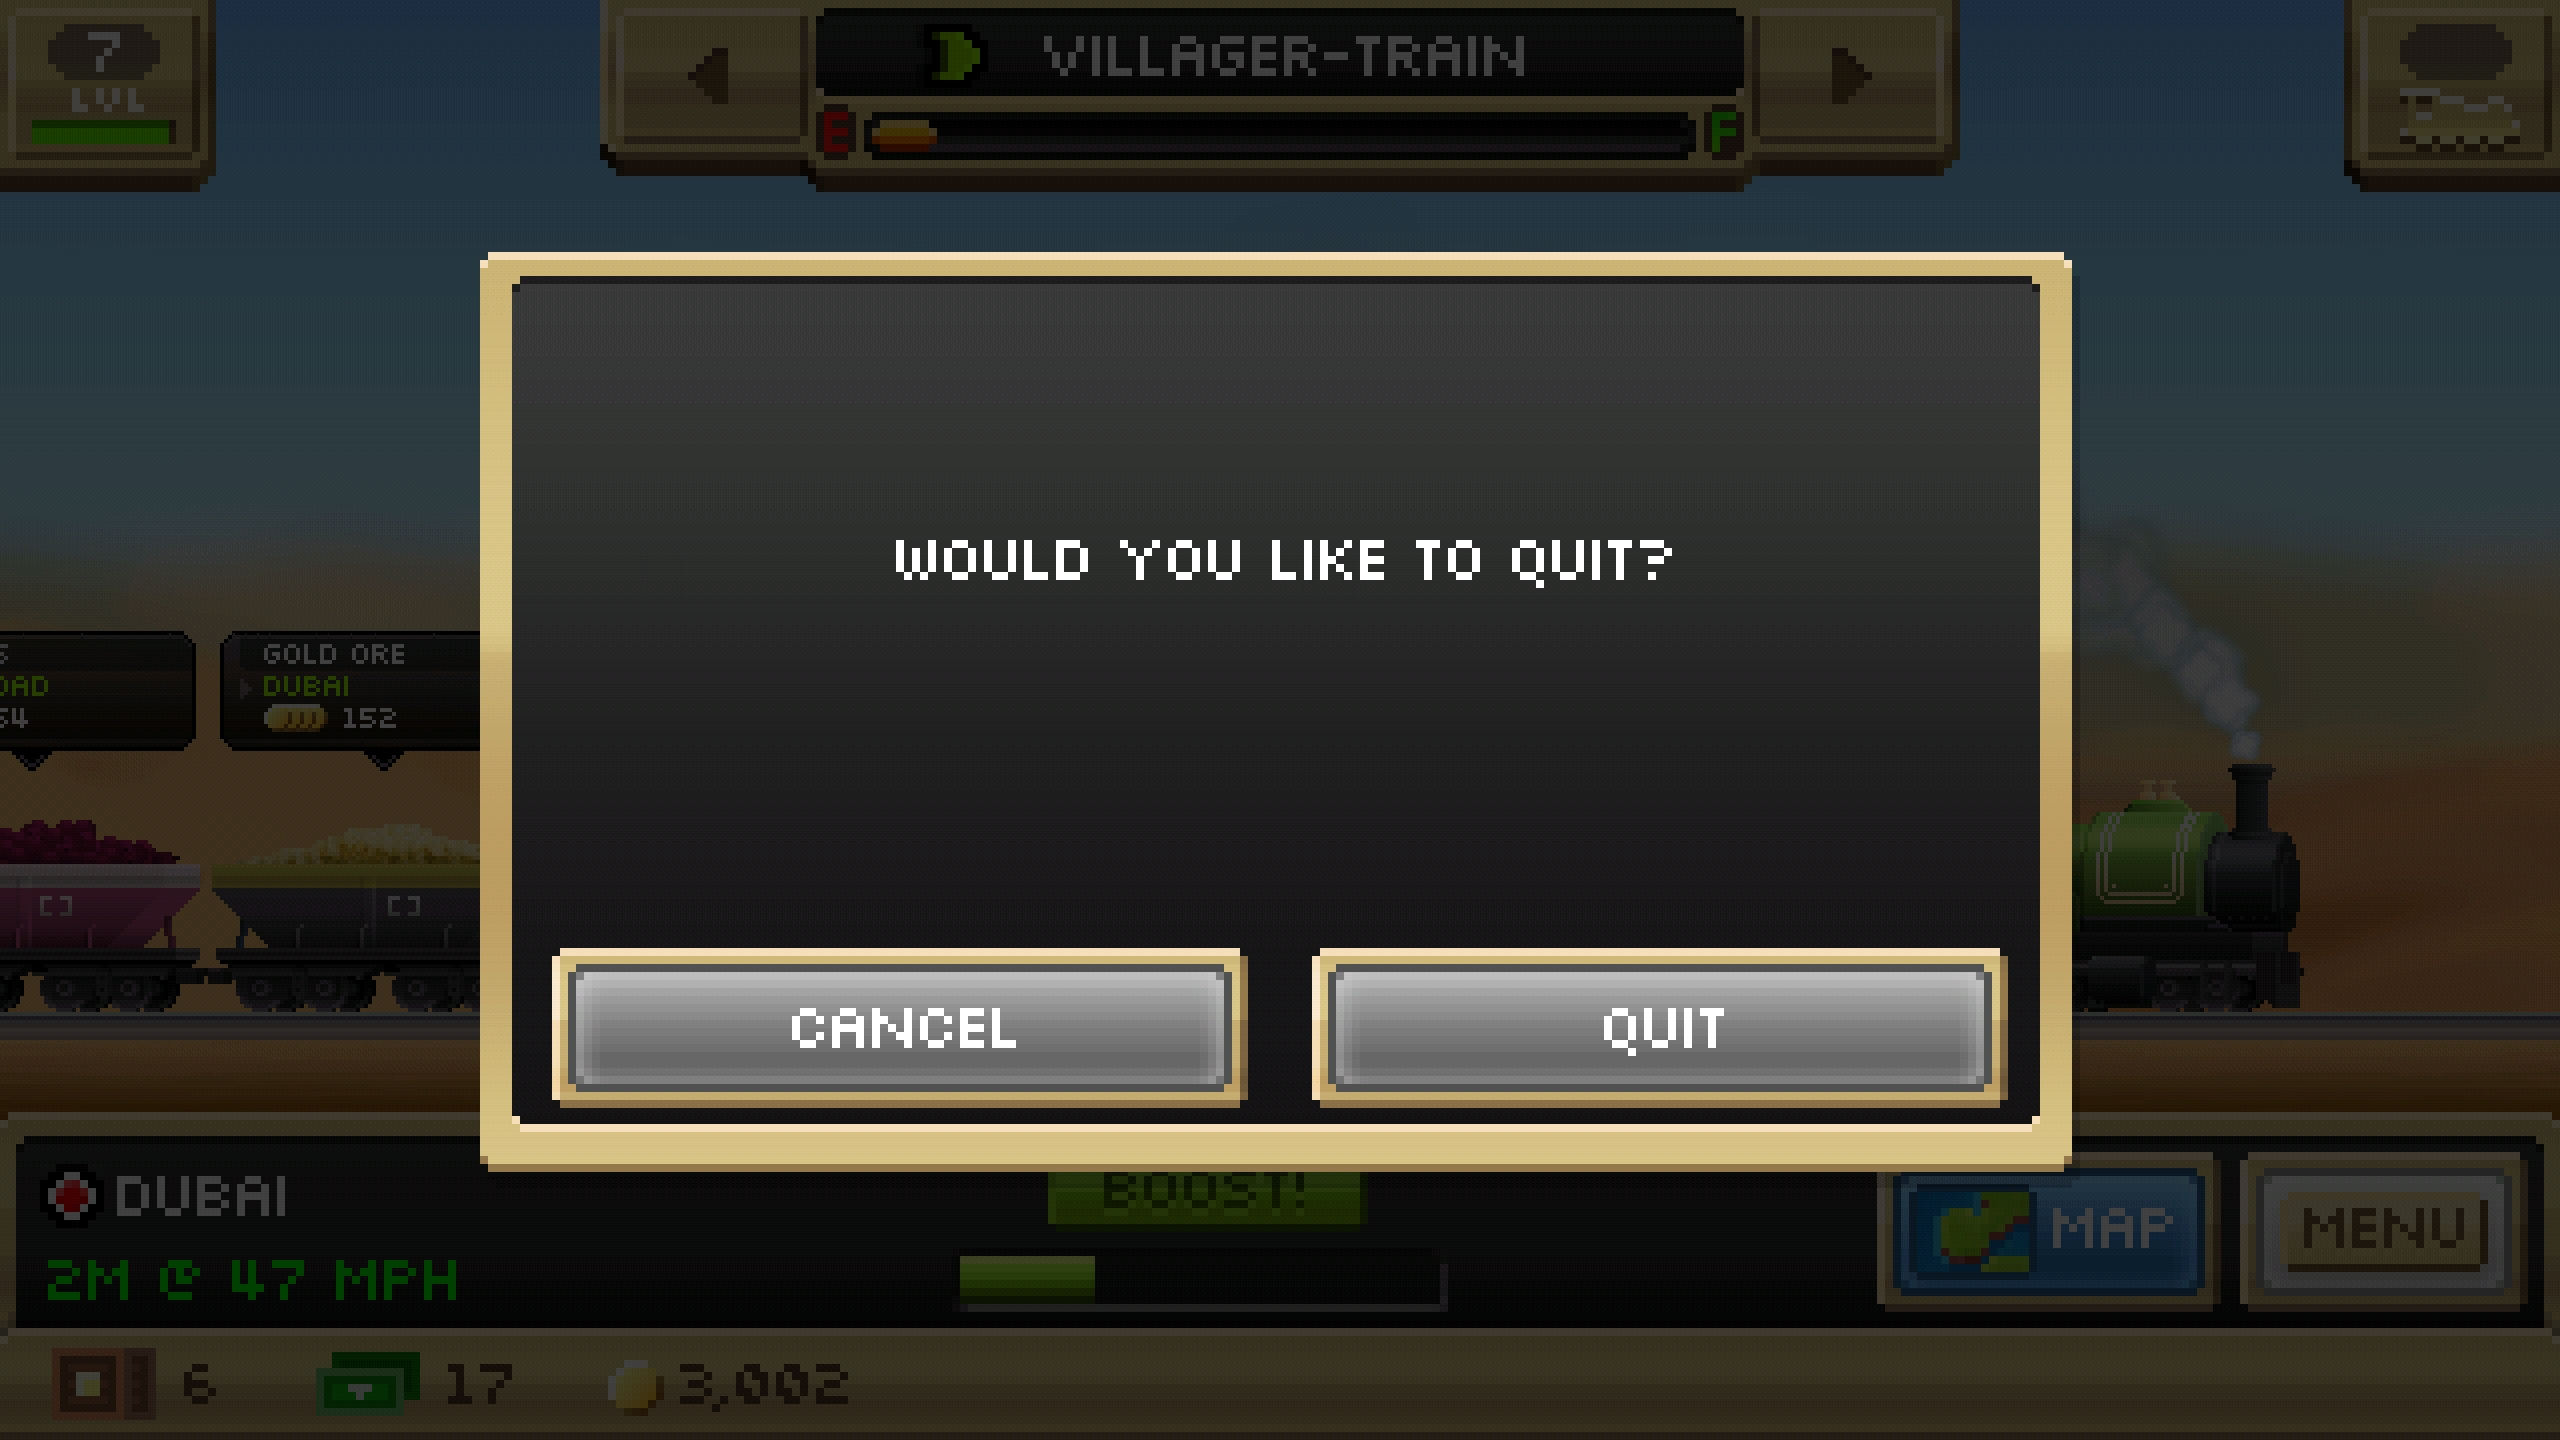 7
LVL
VILLAGER-TRAIN
E F
WOULD YOU LIKE TO QUIT?
GOLD ORE
DUBAI
152
[] []
CANCEL QUIT
DUBAI
2M @ 47 MPH
BOOST!
MAP
MENU
6 17 3,002